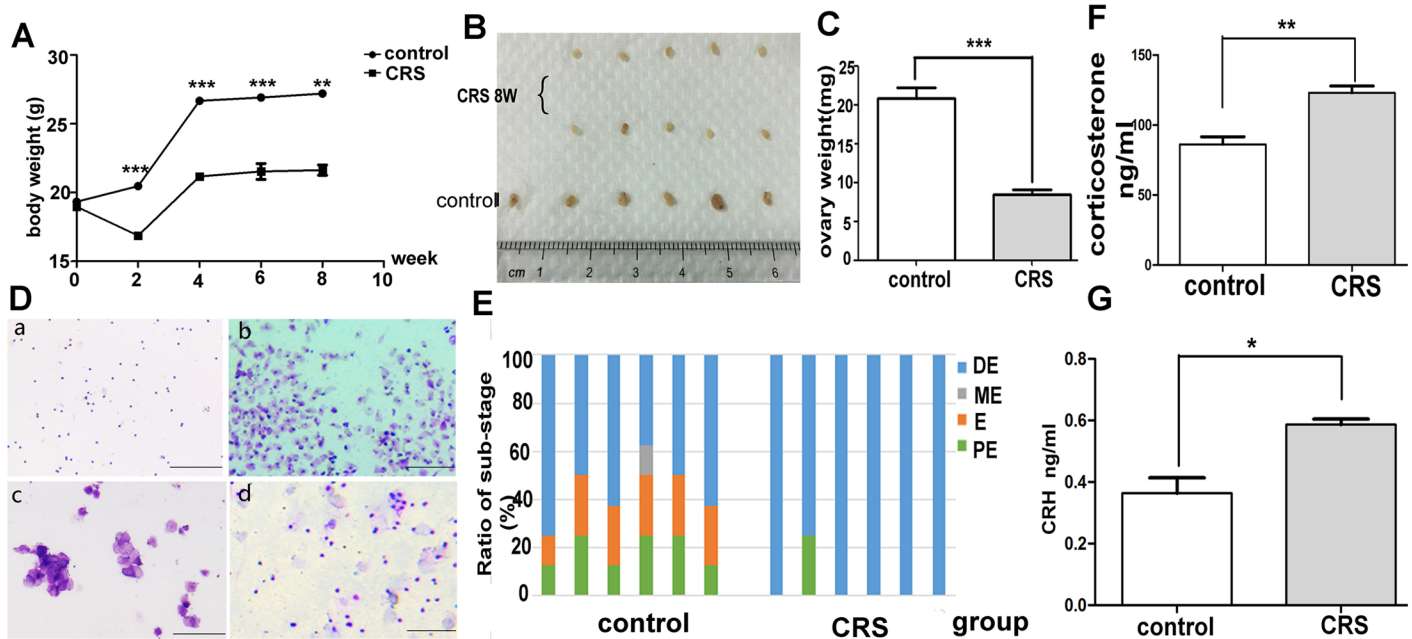 A
30
25
20
15
body weight (g)
control
CRS
***
***
***
**
0
2
4
6
8
10
week
B
CRS 8W
control
cm 1 2 3 4 5 6
C
***
ovary weight(mg)
25
20
15
10
5
0
control
CRS
F
**
corticosterone
ng/ml
150
100
50
0
control
CRS
D
a
b
c
d
E
Ratio of sub-stage
(%)
100
80
60
40
20
0
DE
ME
E
PE
control
CRS
group
G
*
CRH ng/ml
0.8
0.6
0.4
0.2
0.0
control
CRS